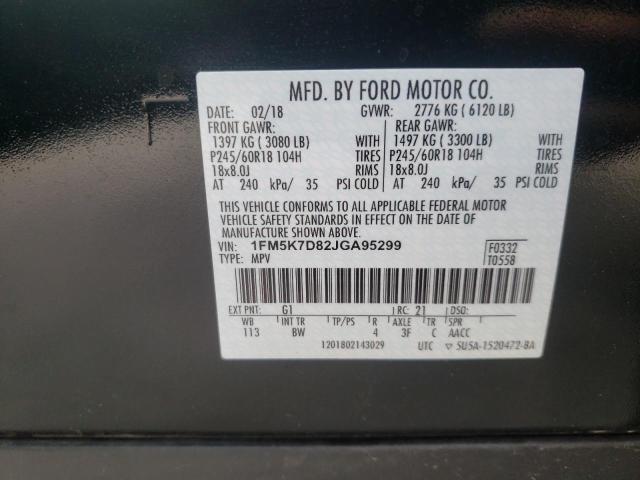 MFD. BY FORD MOTOR CO.
DATE: 02/18 GVWR: 2776 KG ( 6120 LB)
FRONT GAWR: REAR GAWR:
1397 KG ( 3080 LB) WITH 1497 KG ( 3300 LB) WITH
P245/60R18 104H TIRES P245/60R18 104H TIRES
18x8.0J RIMS 18x8.0J RIMS
AT 240 kPa/ 35 PSI COLD AT 240 kPa/ 35 PSI COLD
THIS VEHICLE CONFORMS TO ALL APPLICABLE FEDERAL MOTOR
VEHICLE SAFETY STANDARDS IN EFFECT ON THE DATE OF
MANUFACTURE SHOWN ABOVE.
VIN: 1FM5K7D82JGA95299 F0332
TYPE: MPV T0558
EXT PNT: G1 RC: 21 DSO:
WB INT TR TP/PS R AXLE TR SPR
113 BW 4 3F C AACC
1201802143029 UTC ▽ SU5A-1520472-BA